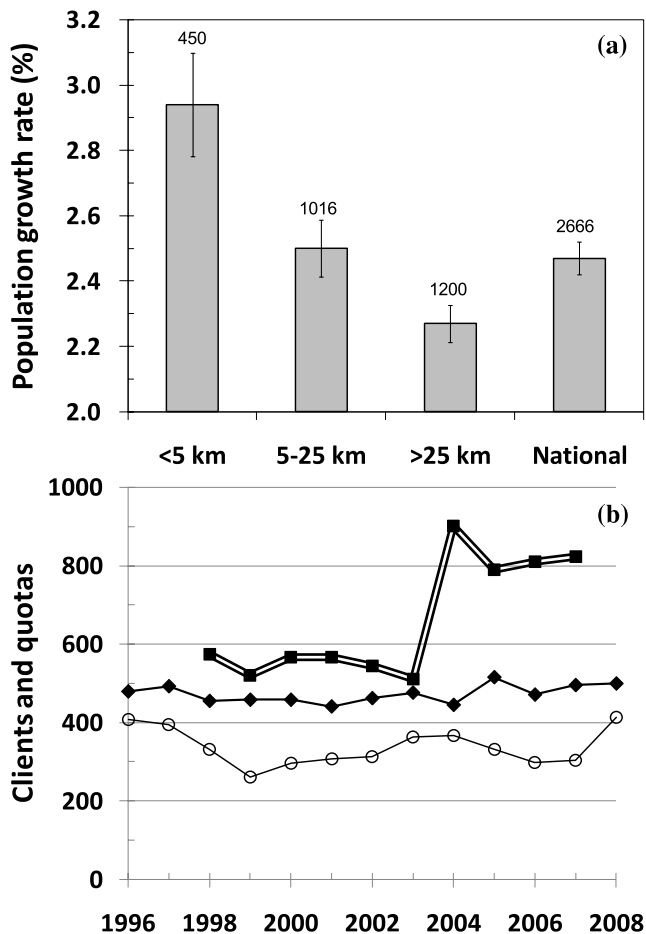 Population growth rate (%)
3.2
3.0
2.8
2.6
2.4
2.2
2.0
(a)
450
1016
1200
2666
<5 km 5-25 km >25 km National
Clients and quotas
1000
800
600
400
200
0
(b)
1996 1998 2000 2002 2004 2006 2008